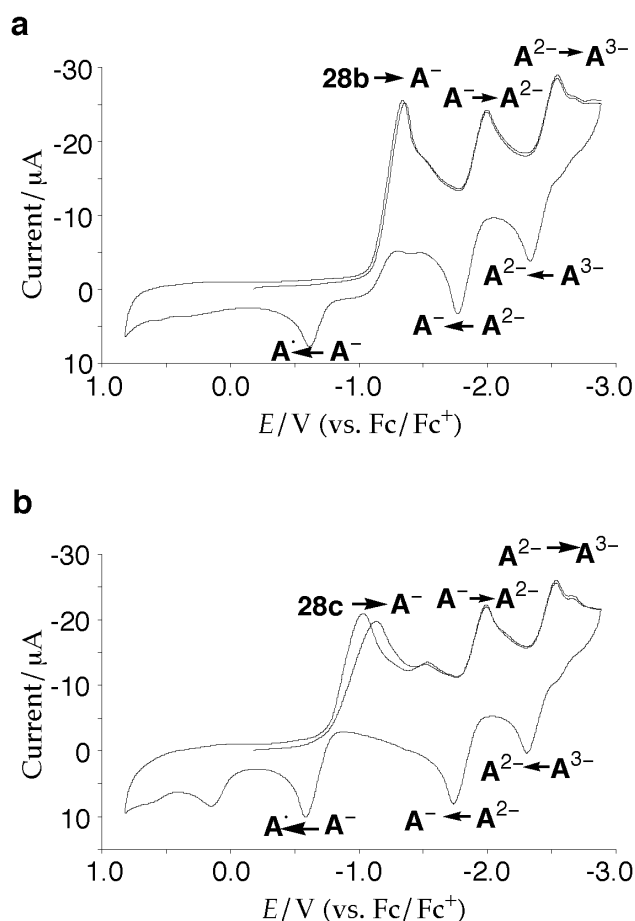 a
A²⁻ → A³⁻
28b → A⁻
A⁻ → A²⁻
-30
-20
-10
0
10
Current/µA
A²⁻ ← A³⁻
A⁻ ← A²⁻
A• ← A⁻
1.0 0.0 -1.0 -2.0 -3.0
E/V (vs. Fc/Fc⁺)
b
A²⁻ → A³⁻
28c → A⁻
A⁻ → A²⁻
-30
-20
-10
0
10
Current/µA
A²⁻ ← A³⁻
A• ← A⁻
A⁻ ← A²⁻
1.0 0.0 -1.0 -2.0 -3.0
E/V (vs. Fc/Fc⁺)